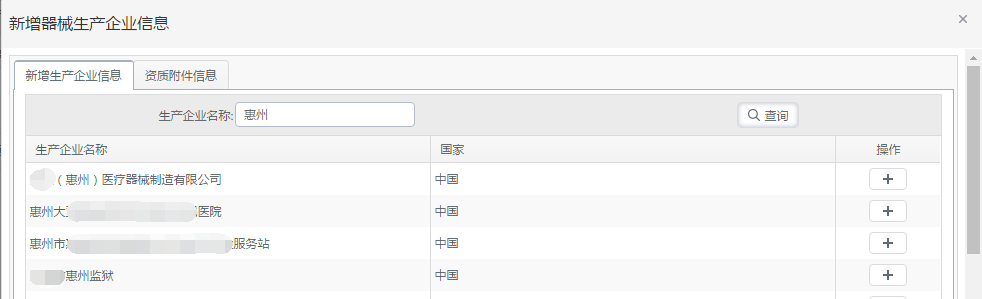 新增器械生产企业信息
新增生产企业信息 资质附件信息
生产企业名称: 惠州 查询
生产企业名称 国家 操作
（惠州）医疗器械制造有限公司 中国
惠州大 医院 中国
惠州市 服务站 中国
惠州监狱 中国